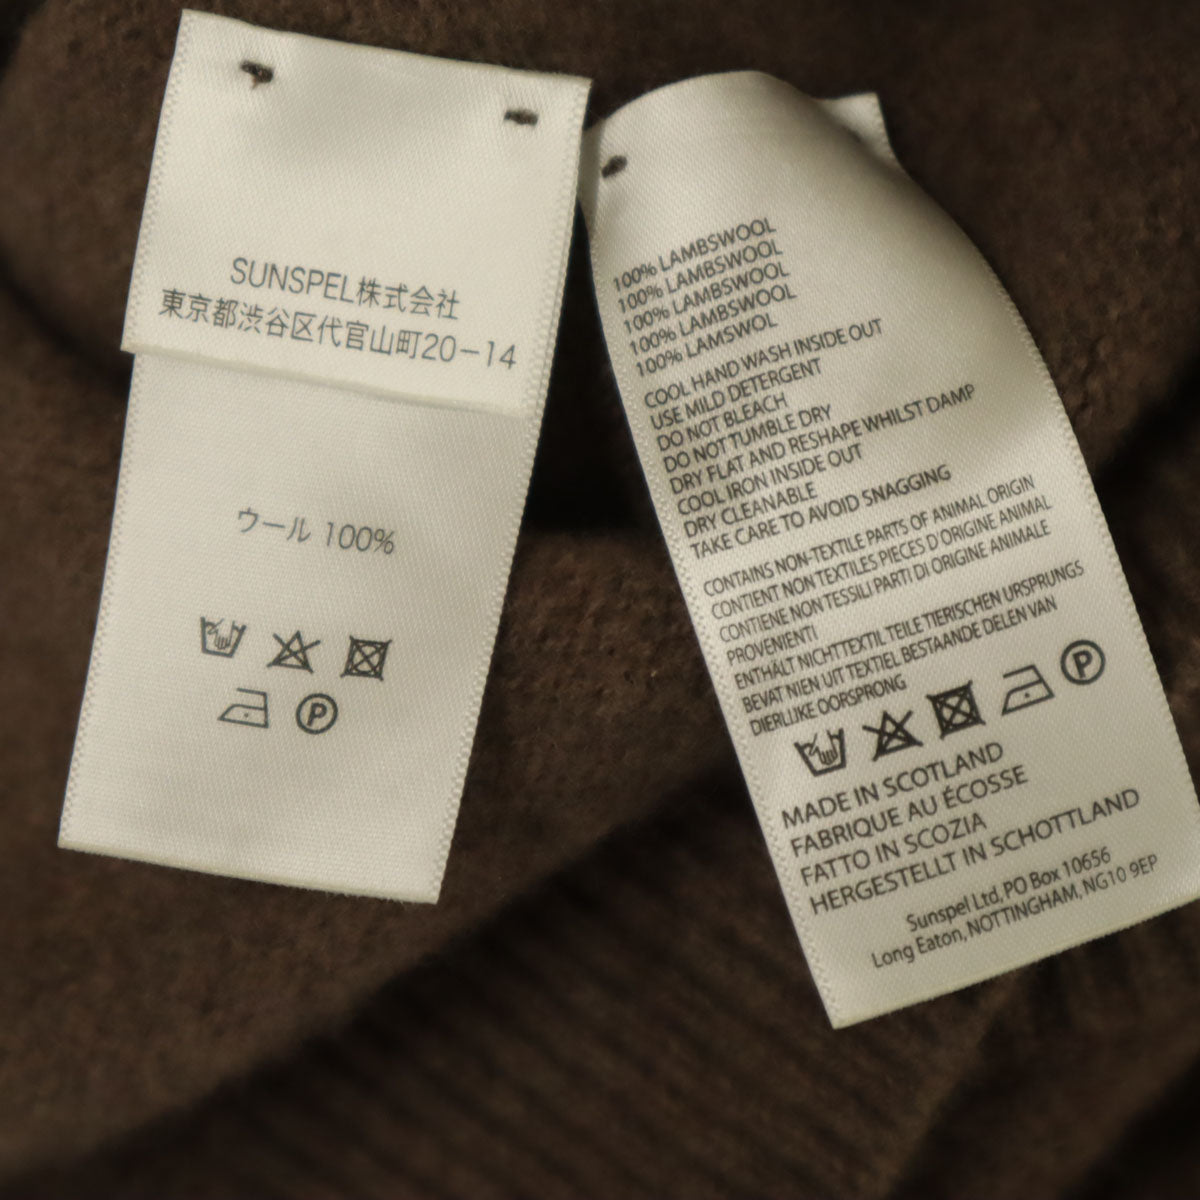 SUNSPEL株式会社
東京都渋谷区代官山町20-14
ウール 100%
P
100% LAMBSWOOL
100% LAMBSWOOL
100% LAMBSWOOL
100% LAMBSWOOL
100% LAMSWOL
COOL HAND WASH INSIDE OUT
USE MILD DETERGENT
DO NOT BLEACH
DO NOT TUMBLE DRY
DRY FLAT AND RESHAPE WHILST DAMP
COOL IRON INSIDE OUT
DRY CLEANABLE
TAKE CARE TO AVOID SNAGGING
CONTAINS NON-TEXTILE PARTS OF ANIMAL ORIGIN
CONTIENT NON TEXTILES PIECES D'ORIGINE ANIMAL
CONTIENE NON TESSILI PARTI DI ORIGINE ANIMALE
PROVENIENTI
ENTHÄLT NICHTTEXTIL TEILE TIERISCHEN URSPRUNGS
BEVAT NIEN UIT TEXTIEL BESTAANDE DELEN VAN
DIERLIJKE OORSPRONG
P
MADE IN SCOTLAND
FABRIQUE AU ÉCOSSE
FATTO IN SCOZIA
HERGESTELLT IN SCHOTTLAND
Sunspel Ltd, PO Box 10656
Long Eaton, NOTTINGHAM, NG10 9EP